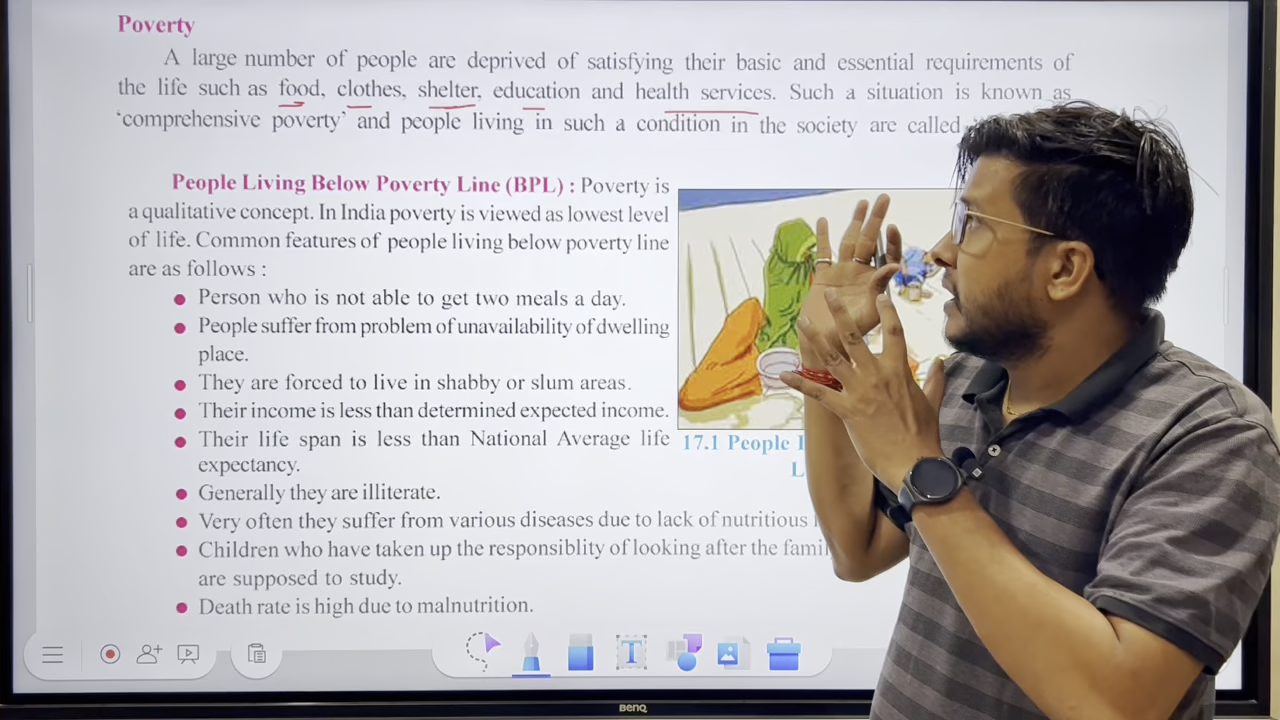 Poverty
A large number of people are deprived of satisfying their basic and essential requirements of
the life such as food, clothes, shelter, education and health services. Such a situation is known as
‘comprehensive poverty’ and people living in such a condition in the society are called
People Living Below Poverty Line (BPL) : Poverty is
a qualitative concept. In India poverty is viewed as lowest level
of life. Common features of people living below poverty line
are as follows :
● Person who is not able to get two meals a day.
● People suffer from problem of unavailability of dwelling
place.
● They are forced to live in shabby or slum areas.
● Their income is less than determined expected income.
● Their life span is less than National Average life
expectancy.
17.1 People
L
● Generally they are illiterate.
● Very often they suffer from various diseases due to lack of nutritious
● Children who have taken up the responsiblity of looking after the
are supposed to study.
● Death rate is high due to malnutrition.
T
BenQ